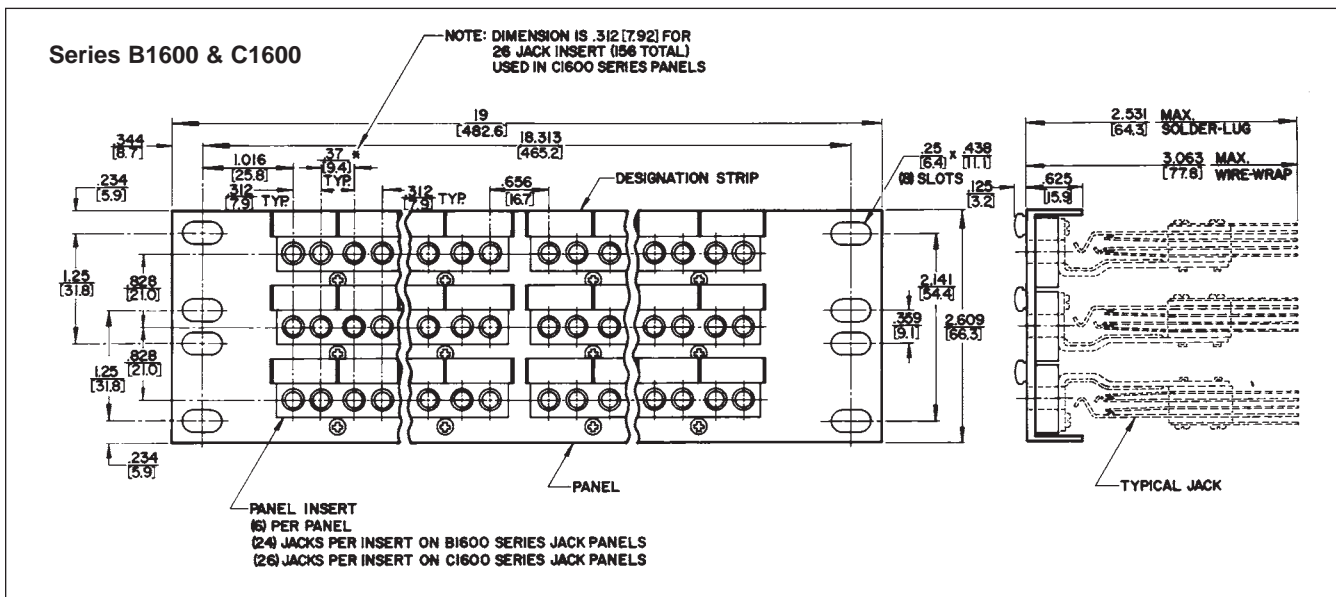 Series B1600 & C1600
NOTE: DIMENSION IS .312 [7.92] FOR
26 JACK INSERT (156 TOTAL)
USED IN C1600 SERIES PANELS
19
[482.6]
18.313
[465.2]
.344
[8.7]
1.016
[25.8]
.37 *
[9.4]
TYP.
.25 x .438
[6.4] [11.1]
(8) SLOTS
2.531 MAX.
[64.3] SOLDER-LUG
3.063 MAX.
[77.8] WIRE-WRAP
.234
[5.9]
.312 TYP.
[7.9]
.312 TYP.
[7.9]
.656
[16.7]
DESIGNATION STRIP
.125
[3.2]
.625
[15.9]
1.25
[31.8]
.828
[21.0]
2.141
[54.4]
.359
[9.1]
2.609
[66.3]
1.25
[31.8]
.828
[21.0]
.234
[5.9]
PANEL
TYPICAL JACK
PANEL INSERT
(6) PER PANEL
(24) JACKS PER INSERT ON B1600 SERIES JACK PANELS
(26) JACKS PER INSERT ON C1600 SERIES JACK PANELS